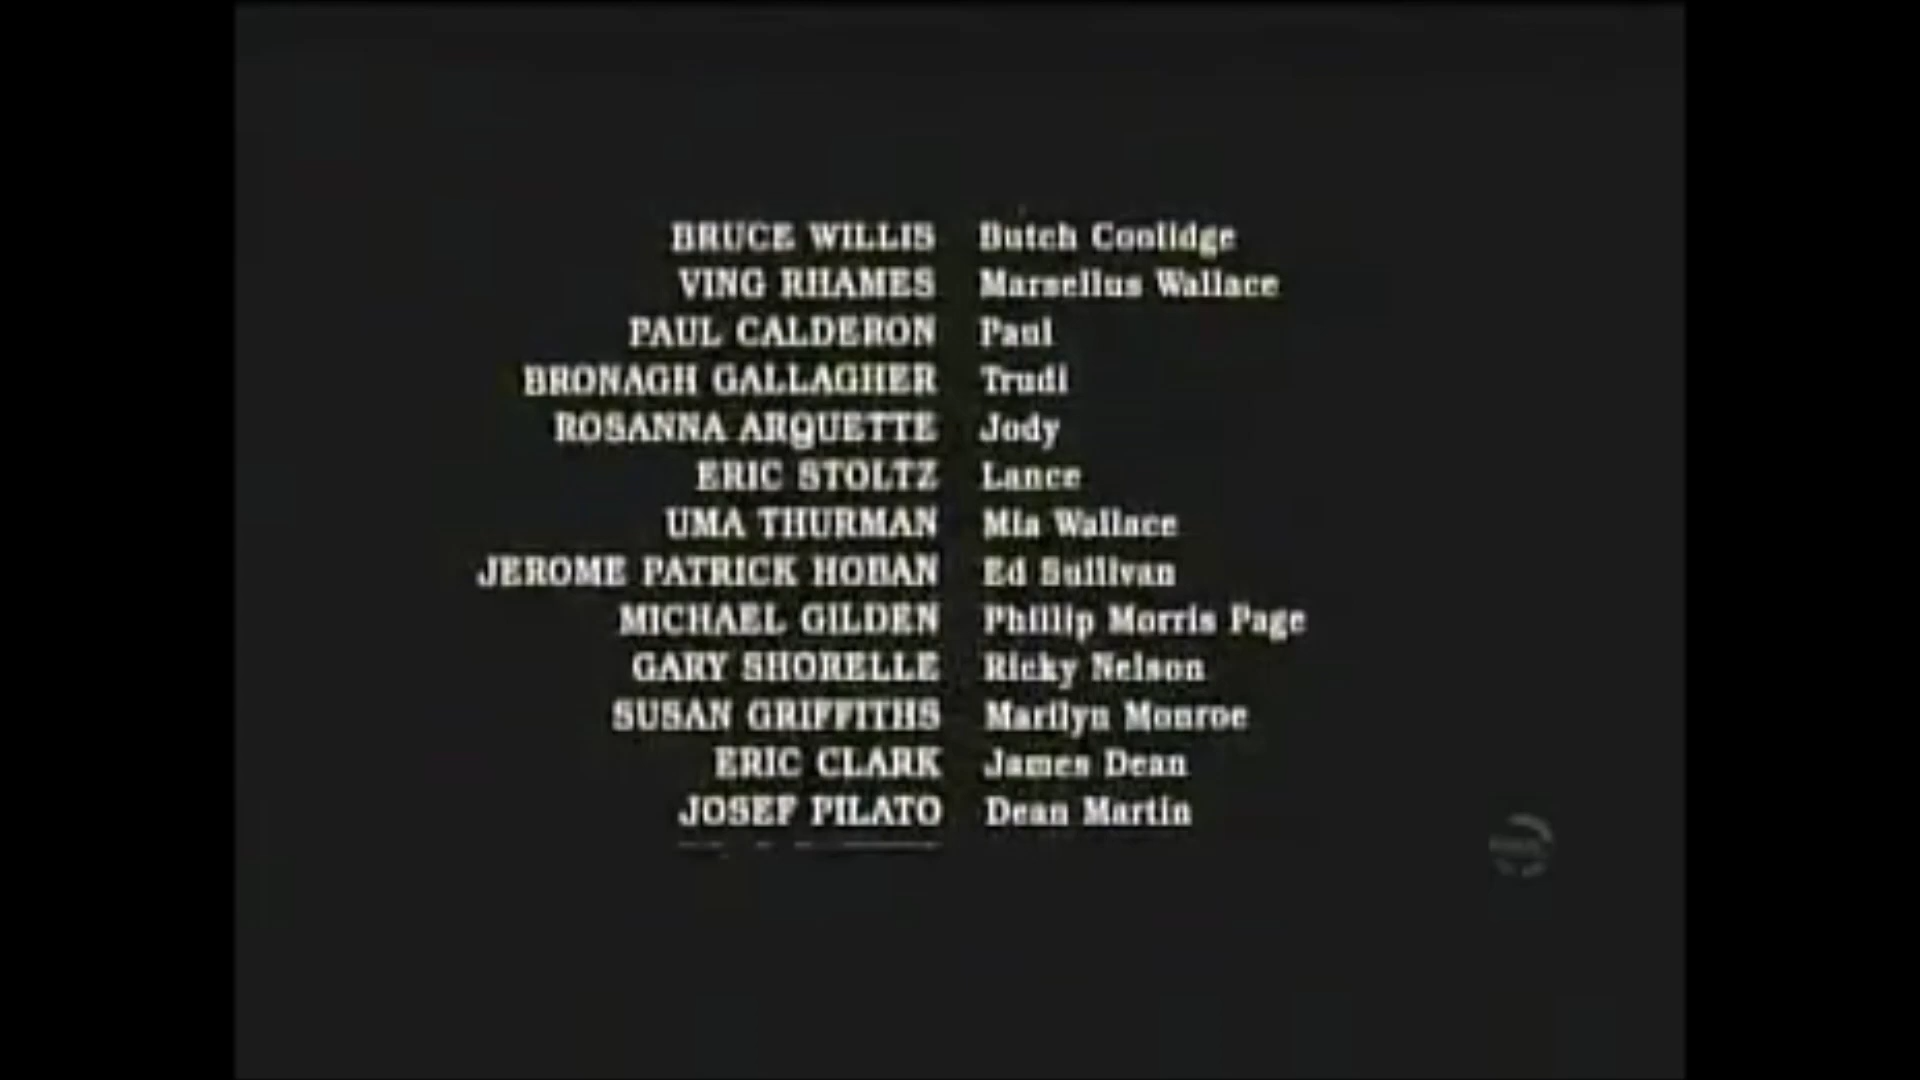 BRUCE WILLIS Butch Coolidge
VING RHAMES Marsellus Wallace
PAUL CALDERON Paul
BRONAGH GALLAGHER Trudi
ROSANNA ARQUETTE Jody
ERIC STOLTZ Lance
UMA THURMAN Mia Wallace
JEROME PATRICK HOBAN Ed Sullivan
MICHAEL GILDEN Phillip Morris Page
GARY SHORELLE Ricky Nelson
SUSAN GRIFFITHS Marilyn Monroe
ERIC CLARK James Dean
JOSEF PILATO Dean Martin